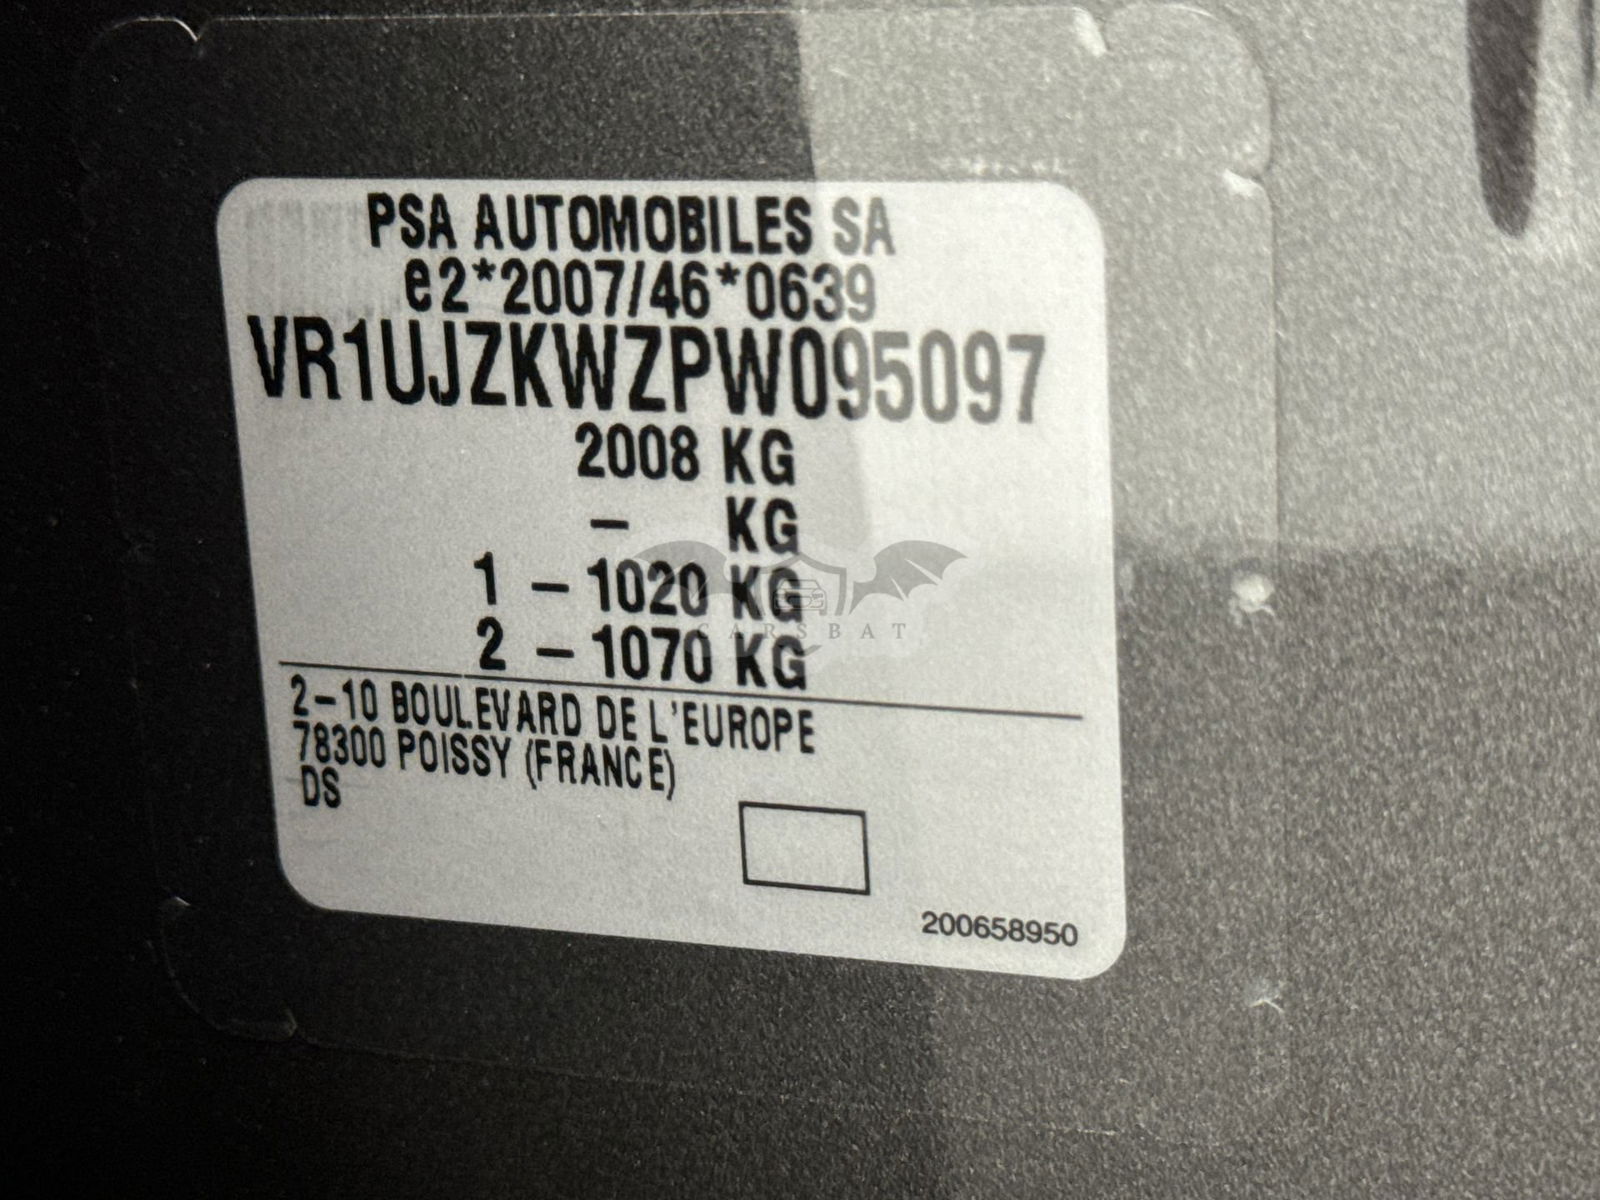 PSA AUTOMOBILES SA
e2*2007/46*0639
VR1UJZKWZPW095097
2008 KG
– KG
1 – 1020 KG
2 – 1070 KG
CARSBAT
2–10 BOULEVARD DE L'EUROPE
78300 POISSY (FRANCE)
DS
200658950